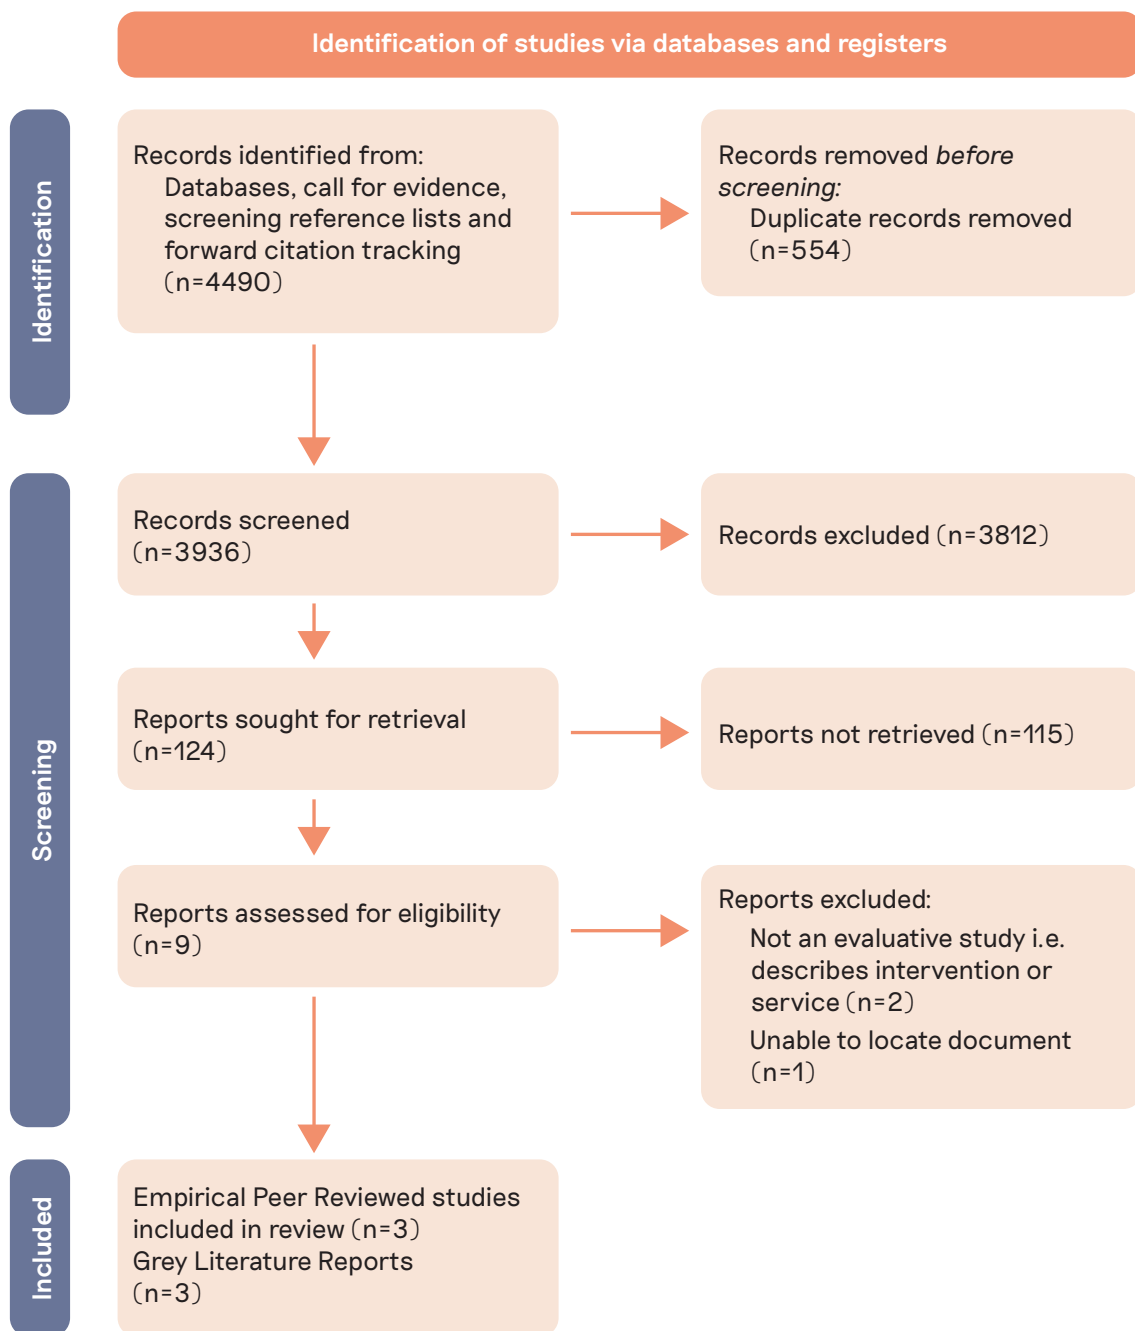 Identification of studies via databases and registers
Identification
Records identified from:
Databases, call for evidence,
screening reference lists and
forward citation tracking
(n=4490)
Records removed before
screening:
Duplicate records removed
(n=554)
Screening
Records screened
(n=3936)
Records excluded (n=3812)
Reports sought for retrieval
(n=124)
Reports not retrieved (n=115)
Reports assessed for eligibility
(n=9)
Reports excluded:
Not an evaluative study i.e.
describes intervention or
service (n=2)
Unable to locate document
(n=1)
Included
Empirical Peer Reviewed studies
included in review (n=3)
Grey Literature Reports
(n=3)